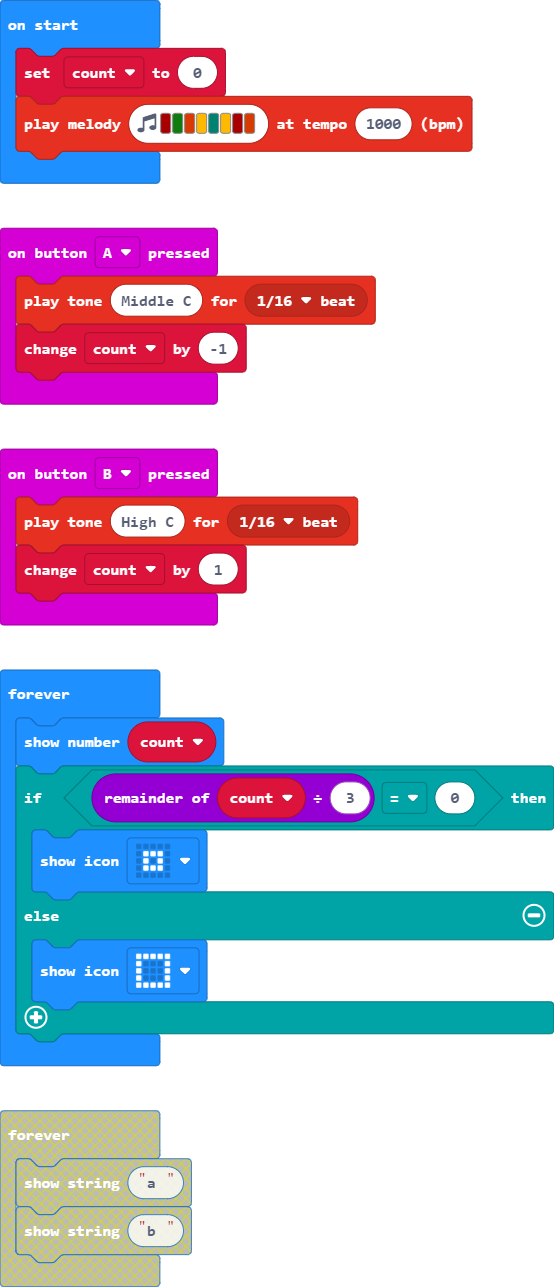 on start
set count to 0
play melody at tempo 1000 (bpm)
on button A pressed
play tone Middle C for 1/16 beat
change count by -1
on button B pressed
play tone High C for 1/16 beat
change count by 1
forever
show number count
if remainder of count ÷ 3 = 0 then
show icon
else
show icon
forever
show string "a "
show string "b "